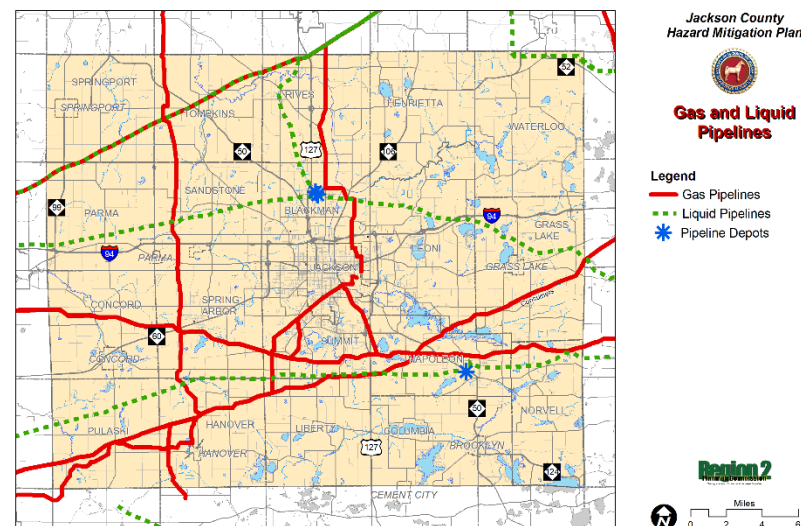 Jackson County
Hazard Mitigation Plan
Gas and Liquid
Pipelines
Legend
Gas Pipelines
Liquid Pipelines
Pipeline Depots
SPRINGPORT
SPRINGPORT
TOMPKINS
RIVES
HENRIETTA
52
WATERLOO
50
127
106
SANDSTONE
99
PARMA
BLACKMAN
94
GRASS
LAKE
LEONI
94
PARMA
JACKSON
GRASS LAKE
CONCORD
SPRING
ARBOR
Consumers
60
SUMMIT
CONCORD
NAPOLEON
50
NORVELL
PULASKI
HANOVER
LIBERTY
COLUMBIA
HANOVER
127
BROOKLYN
124
CEMENT CITY
Region 2
Planning Commission
Miles
N
0
2
4